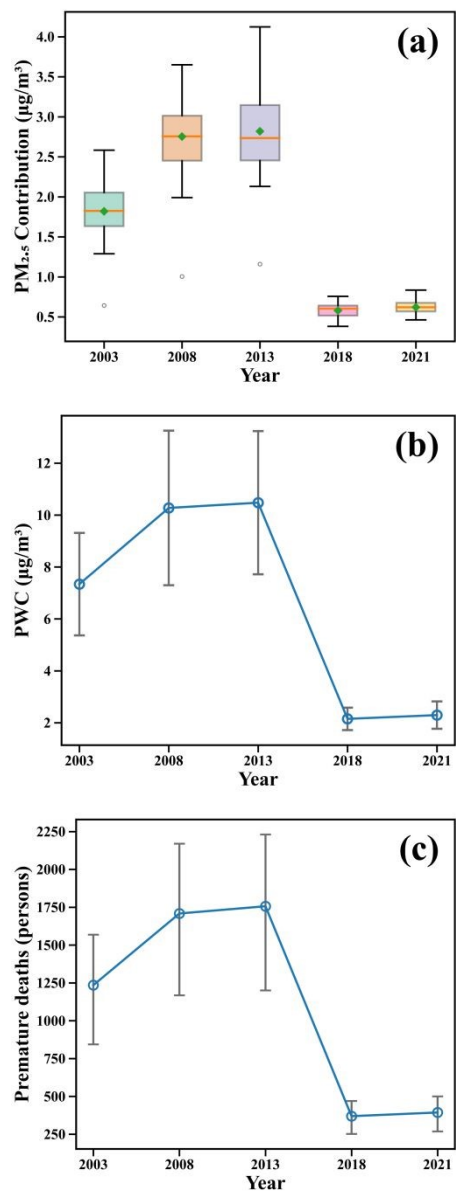 (a)
PM₂.₅ Contribution (μg/m³)
4.0
3.5
3.0
2.5
2.0
1.5
1.0
0.5
2003 2008 2013 2018 2021
Year
(b)
PWC (μg/m³)
12
10
8
6
4
2
2003 2008 2013 2018 2021
Year
(c)
Premature deaths (persons)
2250
2000
1750
1500
1250
1000
750
500
250
2003 2008 2013 2018 2021
Year